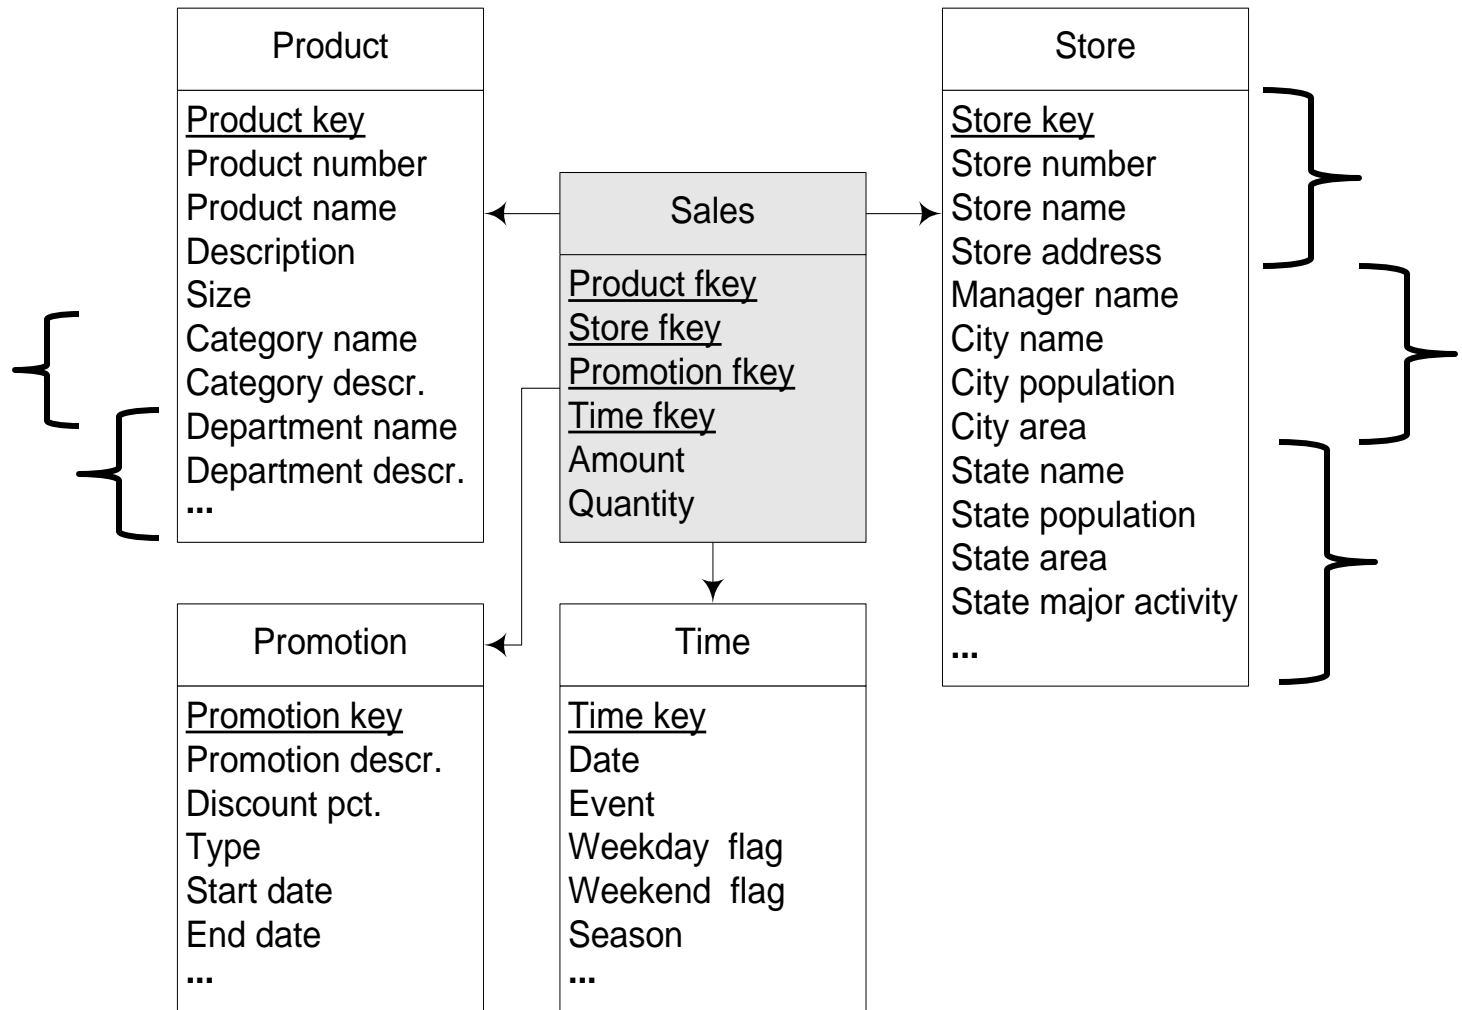 Product
Product key
Product number
Product name
Description
Size
Category name
Category descr.
Department name
Department descr.
...
Sales
Product fkey
Store fkey
Promotion fkey
Time fkey
Amount
Quantity
Store
Store key
Store number
Store name
Store address
Manager name
City name
City population
City area
State name
State population
State area
State major activity
...
Promotion
Promotion key
Promotion descr.
Discount pct.
Type
Start date
End date
...
Time
Time key
Date
Event
Weekday flag
Weekend flag
Season
...